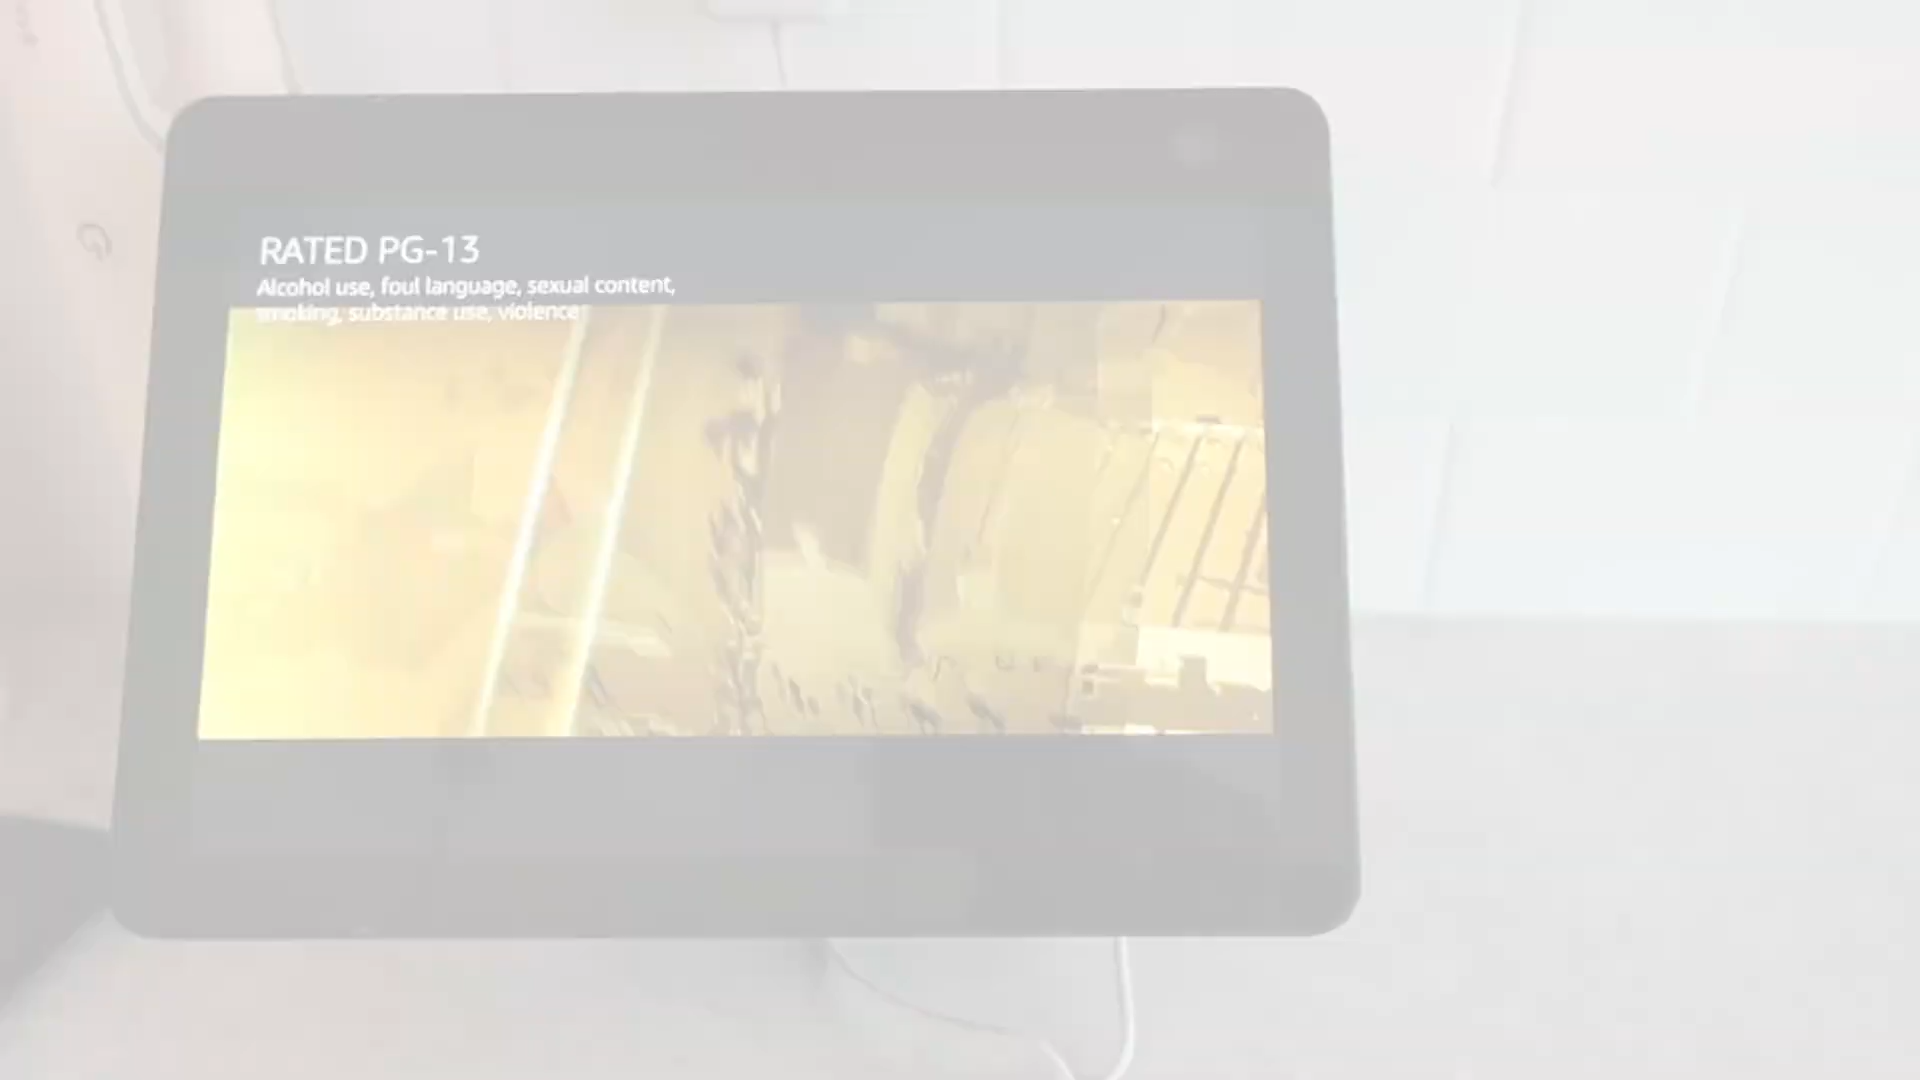 RATED PG-13
Alcohol use, foul language, sexual content,
smoking, substance use, violence